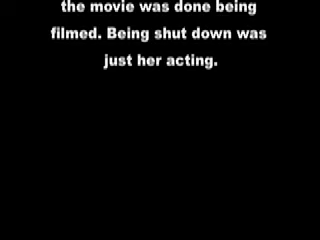 the movie was done being
filmed. Being shut down was
just her acting.